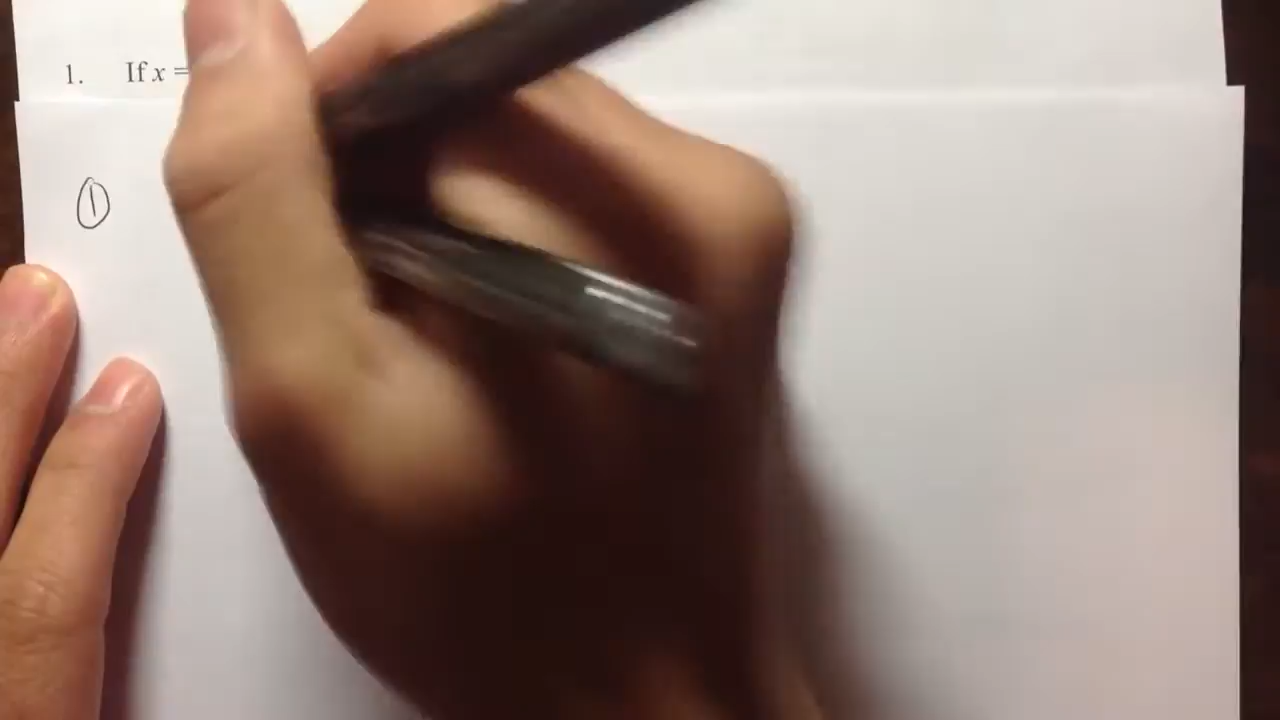 1. If x =
①